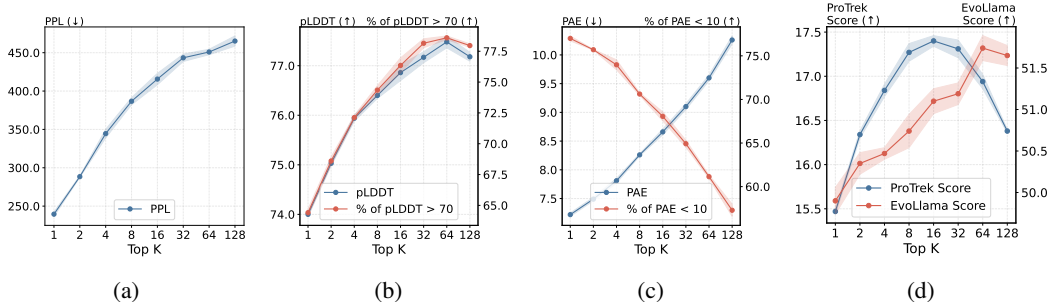 PPL (↓)
450.0
400.0
350.0
300.0
250.0
PPL
1 2 4 8 16 32 64 128
Top K
(a)
pLDDT (↑) % of pLDDT > 70 (↑)
77.0
76.0
75.0
74.0
77.5
75.0
72.5
70.0
67.5
65.0
pLDDT
% of pLDDT > 70
1 2 4 8 16 32 64 128
Top K
(b)
PAE (↓) % of PAE < 10 (↑)
10.0
9.5
9.0
8.5
8.0
7.5
75.0
70.0
65.0
60.0
PAE
% of PAE < 10
1 2 4 8 16 32 64 128
Top K
(c)
ProTrek
Score (↑)
EvoLlama
Score (↑)
17.5
17.0
16.5
16.0
15.5
51.5
51.0
50.5
50.0
ProTrek Score
EvoLlama Score
1 2 4 8 16 32 64 128
Top K
(d)